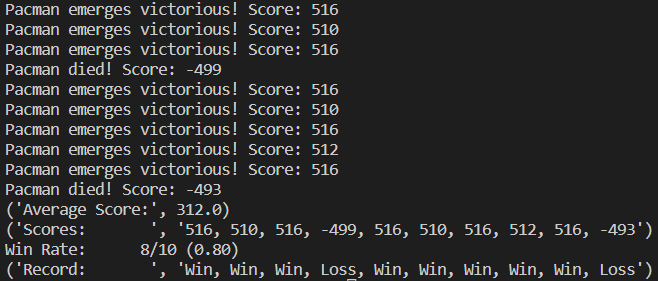 Pacman emerges victorious! Score: 516
Pacman emerges victorious! Score: 510
Pacman emerges victorious! Score: 516
Pacman died! Score: -499
Pacman emerges victorious! Score: 516
Pacman emerges victorious! Score: 510
Pacman emerges victorious! Score: 516
Pacman emerges victorious! Score: 512
Pacman emerges victorious! Score: 516
Pacman died! Score: -493
('Average Score:', 312.0)
('Scores:       ', '516, 510, 516, -499, 516, 510, 516, 512, 516, -493')
Win Rate:      8/10 (0.80)
('Record:       ', 'Win, Win, Win, Loss, Win, Win, Win, Win, Win, Loss')